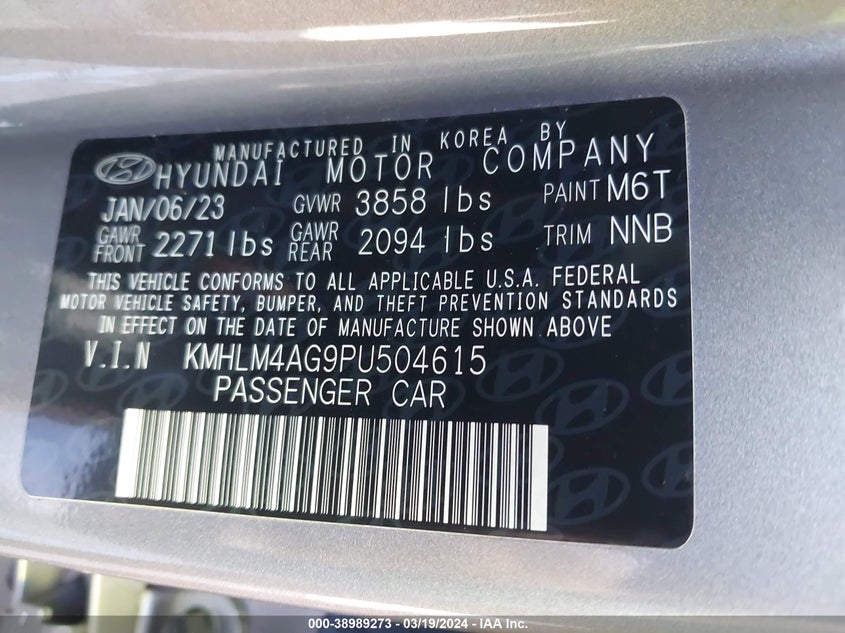 MANUFACTURED IN KOREA BY
HYUNDAI MOTOR COMPANY
JAN/06/23 GVWR 3858 lbs PAINT M6T
GAWR FRONT 2271 lbs GAWR REAR 2094 lbs TRIM NNB
THIS VEHICLE CONFORMS TO ALL APPLICABLE U.S.A. FEDERAL
MOTOR VEHICLE SAFETY, BUMPER, AND THEFT PREVENTION STANDARDS
IN EFFECT ON THE DATE OF MANUFACTURE SHOWN ABOVE
V.I.N KMHLM4AG9PU504615
PASSENGER CAR
000-38989273 - 03/19/2024 - IAA Inc.